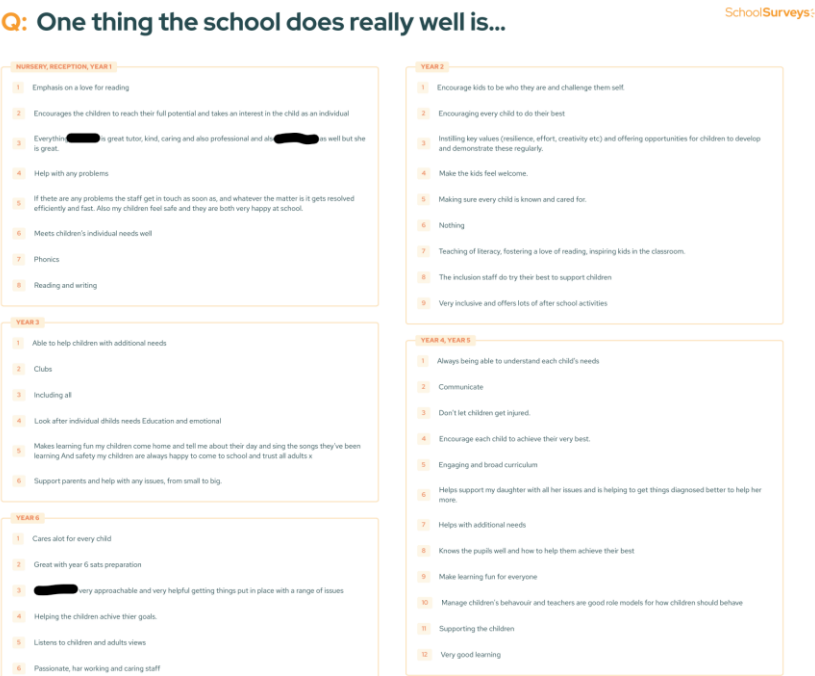 Q: One thing the school does really well is...
SchoolSurveys
NURSERY, RECEPTION, YEAR 1
1 Emphasis on a love for reading
2 Encourages the children to reach their full potential and takes an interest in the child as an individual
3 Everything is great tutor, kind, caring and also professional and als as well but she
is great.
4 Help with any problems
5 If thete are any problems the staff get in touch as soon as, and whatever the matter is it gets resolved
efficiently and fast. Also my children feel safe and they are both very happy at school.
6 Meets children's individual needs well
7 Phonics
8 Reading and writing
YEAR 3
1 Able to help children with additional needs
2 Clubs
3 Including all
4 Look after individual dhilds needs Education and emotional
5 Makes learning fun my children come home and tell me about their day and sing the songs they've been
learning And safety my children are always happy to come to school and trust all adults x
6 Support parents and help with any issues, from small to big.
YEAR 6
1 Cares alot for every child
2 Great with year 6 sats preparation
3 very approachable and very helpful getting things put in place with a range of issues
4 Helping the children achive thier goals.
5 Listens to children and adults views
6 Passionate, har working and caring staff
YEAR 2
1 Encourage kids to be who they are and challenge them self.
2 Encouraging every child to do their best
3 Instilling key values (resilience, effort, creativity etc) and offering opportunities for children to develop
and demonstrate these regularly.
4 Make the kids feel welcome.
5 Making sure every child is known and cared for.
6 Nothing
7 Teaching of literacy, fostering a love of reading, inspiring kids in the classroom.
8 The inclusion staff do try their best to support children
9 Very inclusive and offers lots of after school activities
YEAR 4, YEAR 5
1 Always being able to understand each child's needs
2 Communicate
3 Don't let children get injured.
4 Encourage each child to achieve their very best.
5 Engaging and broad curriculum
6 Helps support my daughter with all her issues and is helping to get things diagnosed better to help her
more.
7 Helps with additional needs
8 Knows the pupils well and how to help them achieve their best
9 Make learning fun for everyone
10 Manage children's behavour and teachers are good role models for how children should behave
11 Supporting the children
12 Very good learning